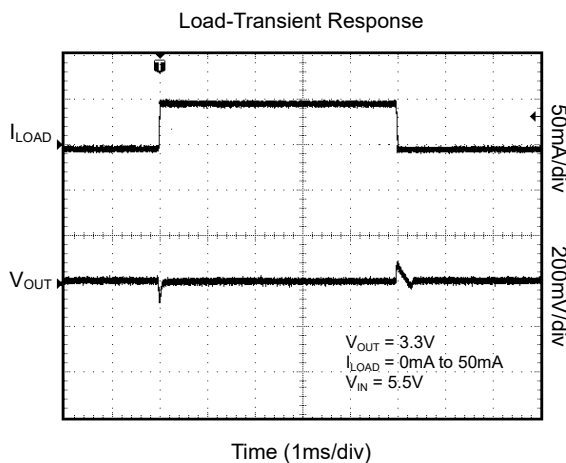 Load-Transient Response
T
I_LOAD
50mA/div
V_OUT
200mV/div
V_OUT = 3.3V
I_LOAD = 0mA to 50mA
V_IN = 5.5V
Time (1ms/div)